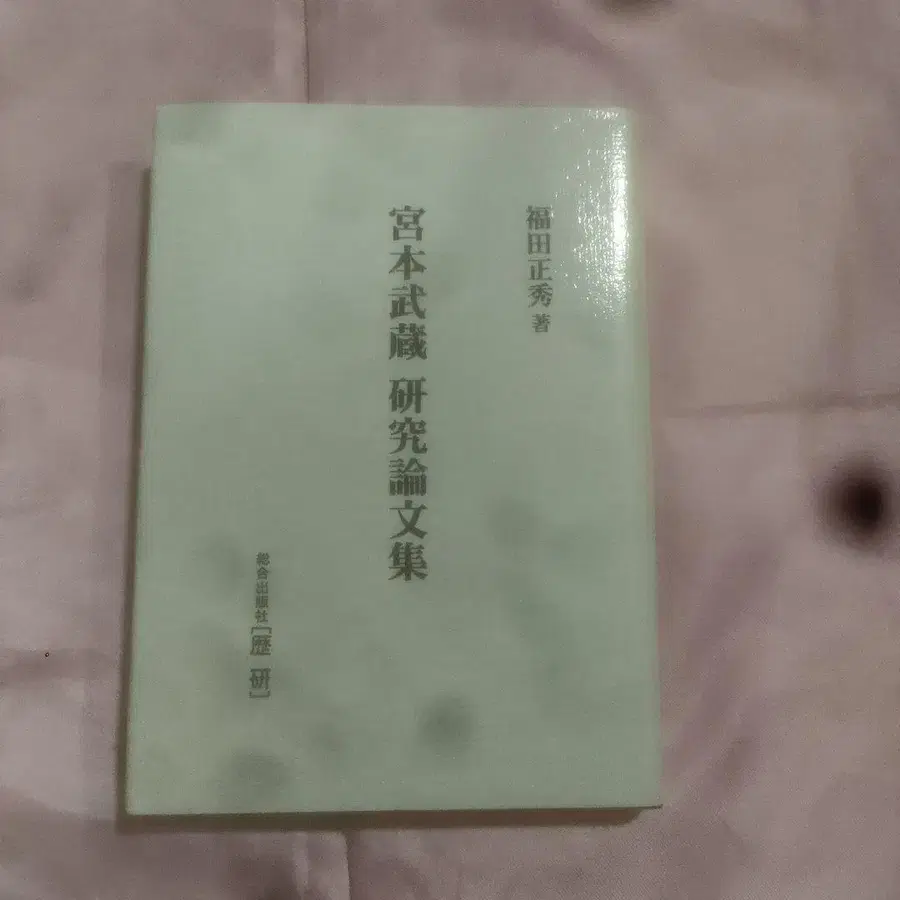 福田正秀 著
宮本武蔵 研究論文集
総合出版社[歴研]